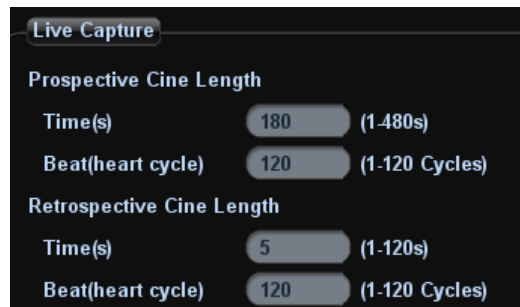 Live Capture
Prospective Cine Length
Time(s) 180 (1-480s)
Beat(heart cycle) 120 (1-120 Cycles)
Retrospective Cine Length
Time(s) 5 (1-120s)
Beat(heart cycle) 120 (1-120 Cycles)